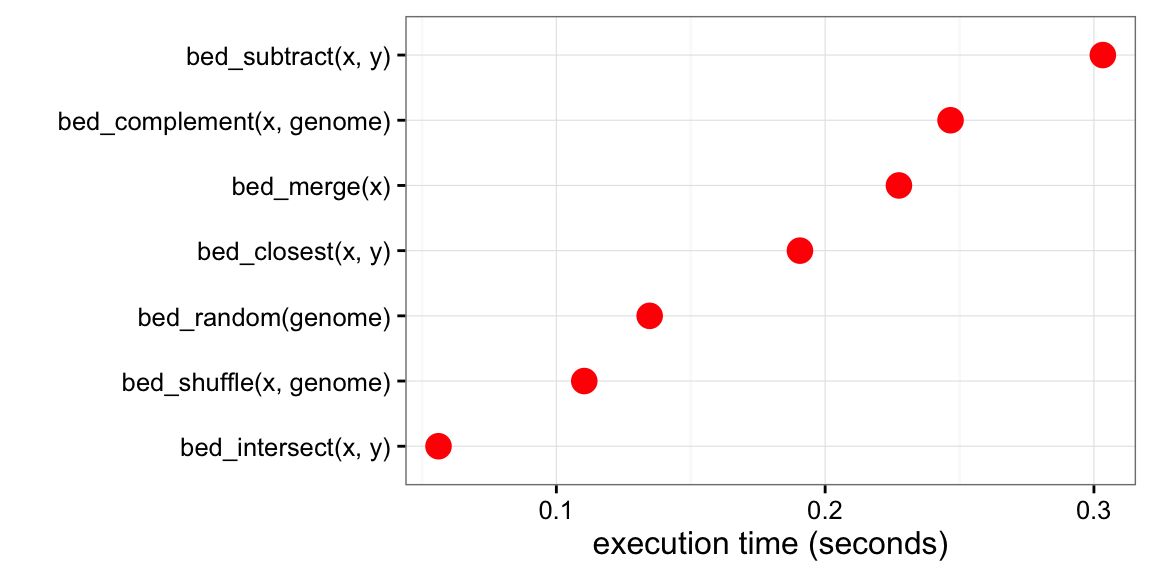 bed_subtract(x, y)
bed_complement(x, genome)
bed_merge(x)
bed_closest(x, y)
bed_random(genome)
bed_shuffle(x, genome)
bed_intersect(x, y)
0.1 0.2 0.3
execution time (seconds)